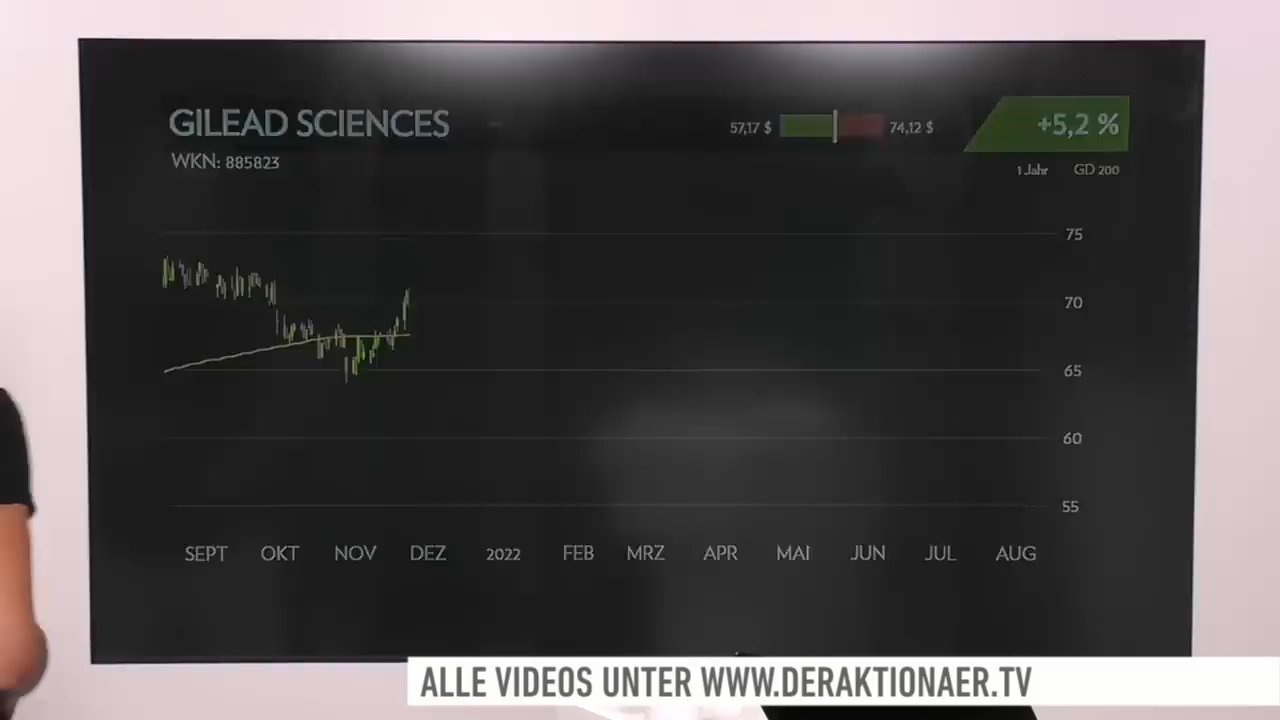 GILEAD SCIENCES
WKN: 885823
57,17 $ 74,12 $
+5,2 %
1 Jahr GD 200
75
70
65
60
55
SEPT OKT NOV DEZ 2022 FEB MRZ APR MAI JUN JUL AUG
ALLE VIDEOS UNTER WWW.DERAKTIONAER.TV